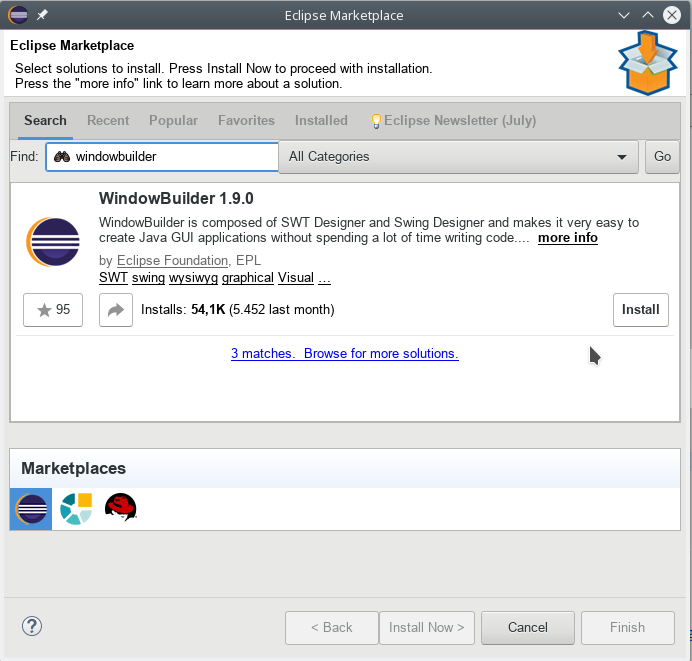 Eclipse Marketplace
Eclipse Marketplace
Select solutions to install. Press Install Now to proceed with installation.
Press the "more info" link to learn more about a solution.
Search Recent Popular Favorites Installed Eclipse Newsletter (July)
Find: windowbuilder All Categories Go
WindowBuilder 1.9.0
WindowBuilder is composed of SWT Designer and Swing Designer and makes it very easy to
create Java GUI applications without spending a lot of time writing code.... more info
by Eclipse Foundation, EPL
SWT swing wysiwyg graphical Visual ...
95 Installs: 54,1K (5.452 last month) Install
3 matches. Browse for more solutions.
Marketplaces
? < Back Install Now > Cancel Finish